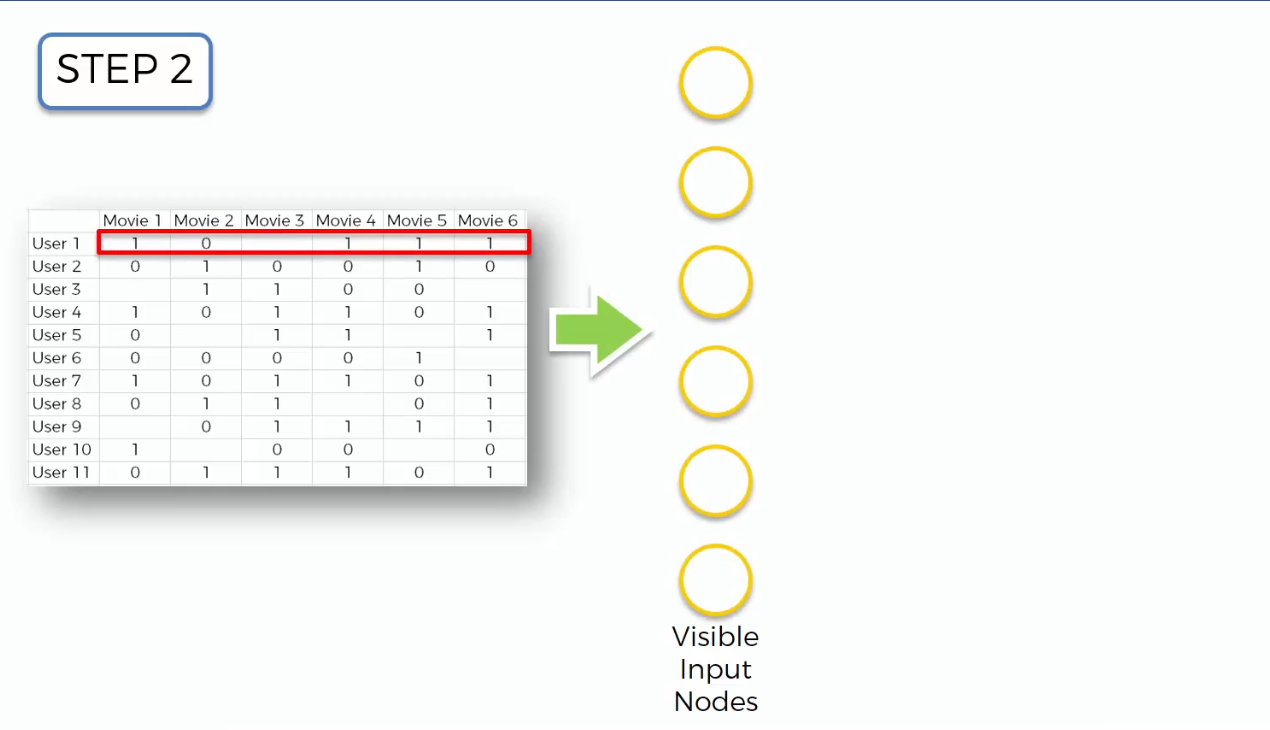 STEP 2
Movie 1 Movie 2 Movie 3 Movie 4 Movie 5 Movie 6
User 1 1 0 1 1 1
User 2 0 1 0 0 1 0
User 3 1 1 0 0
User 4 1 0 1 1 0 1
User 5 0 1 1 1
User 6 0 0 0 0 1
User 7 1 0 1 1 0 1
User 8 0 1 1 0 1
User 9 0 1 1 1 1
User 10 1 0 0 0
User 11 0 1 1 1 0 1
Visible
Input
Nodes